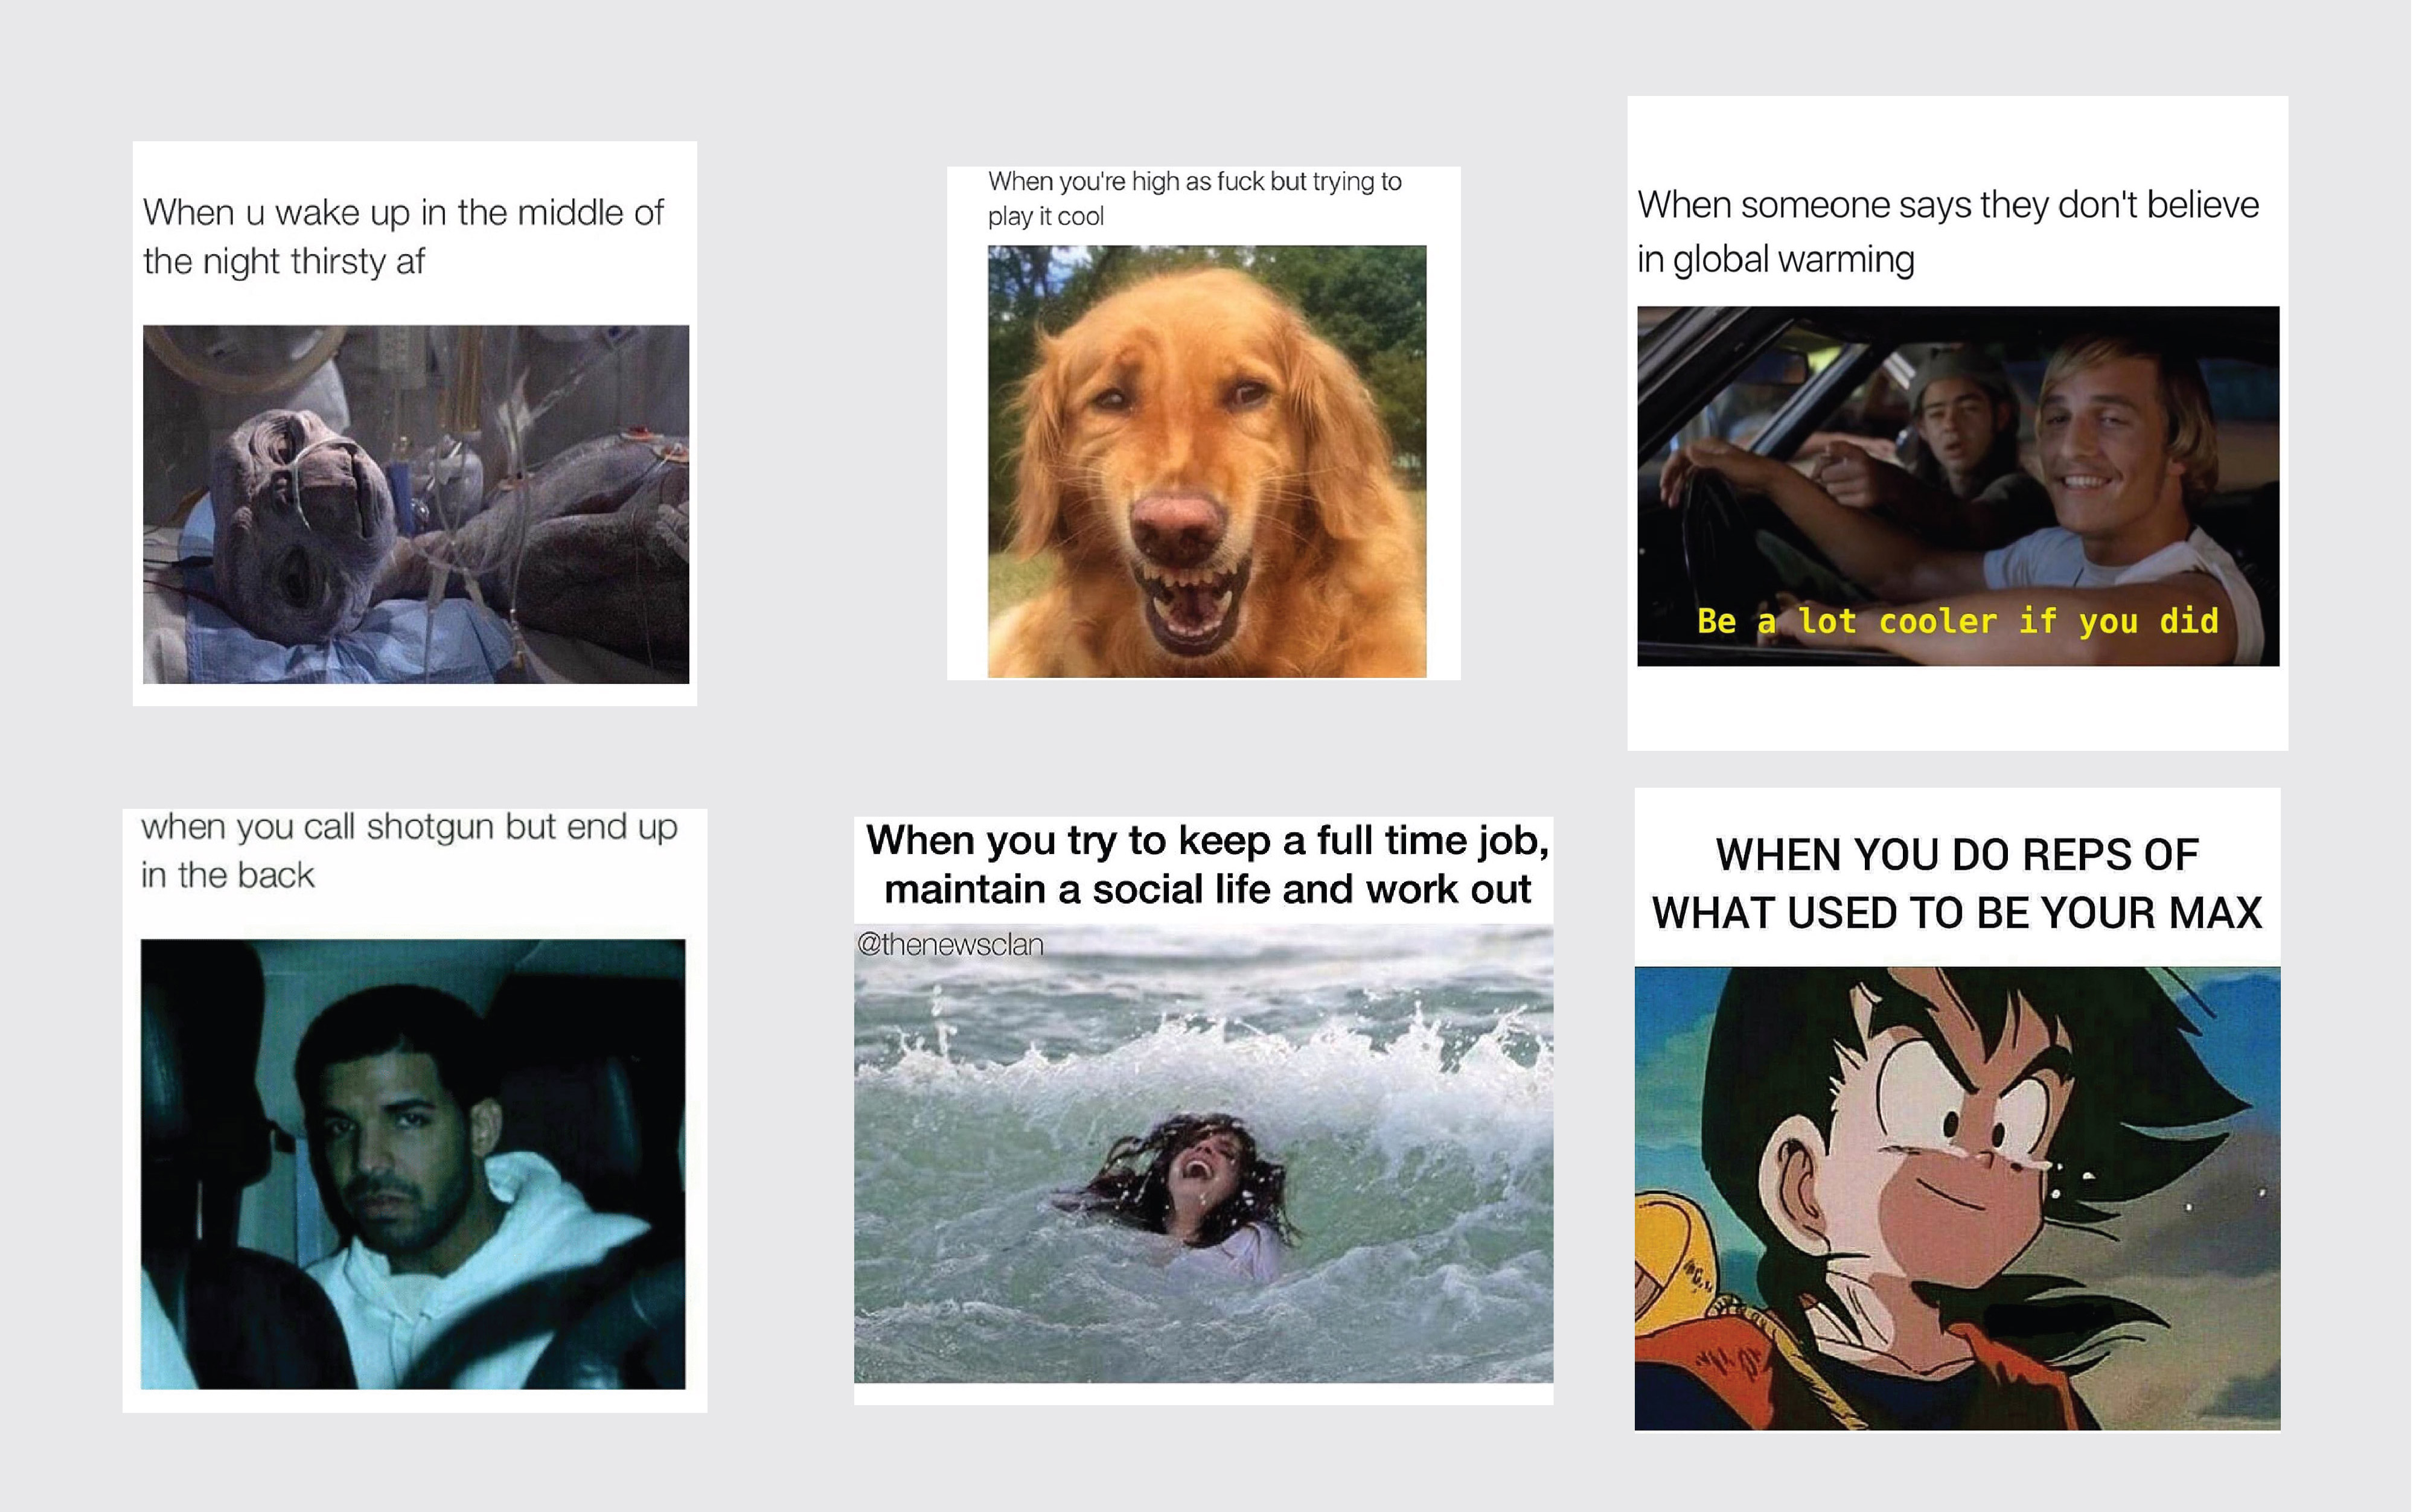 When u wake up in the middle of
the night thirsty af
When you're high as fuck but trying to
play it cool
When someone says they don't believe
in global warming
Be a lot cooler if you did
when you call shotgun but end up
in the back
When you try to keep a full time job,
maintain a social life and work out
@thenewsclan
WHEN YOU DO REPS OF
WHAT USED TO BE YOUR MAX